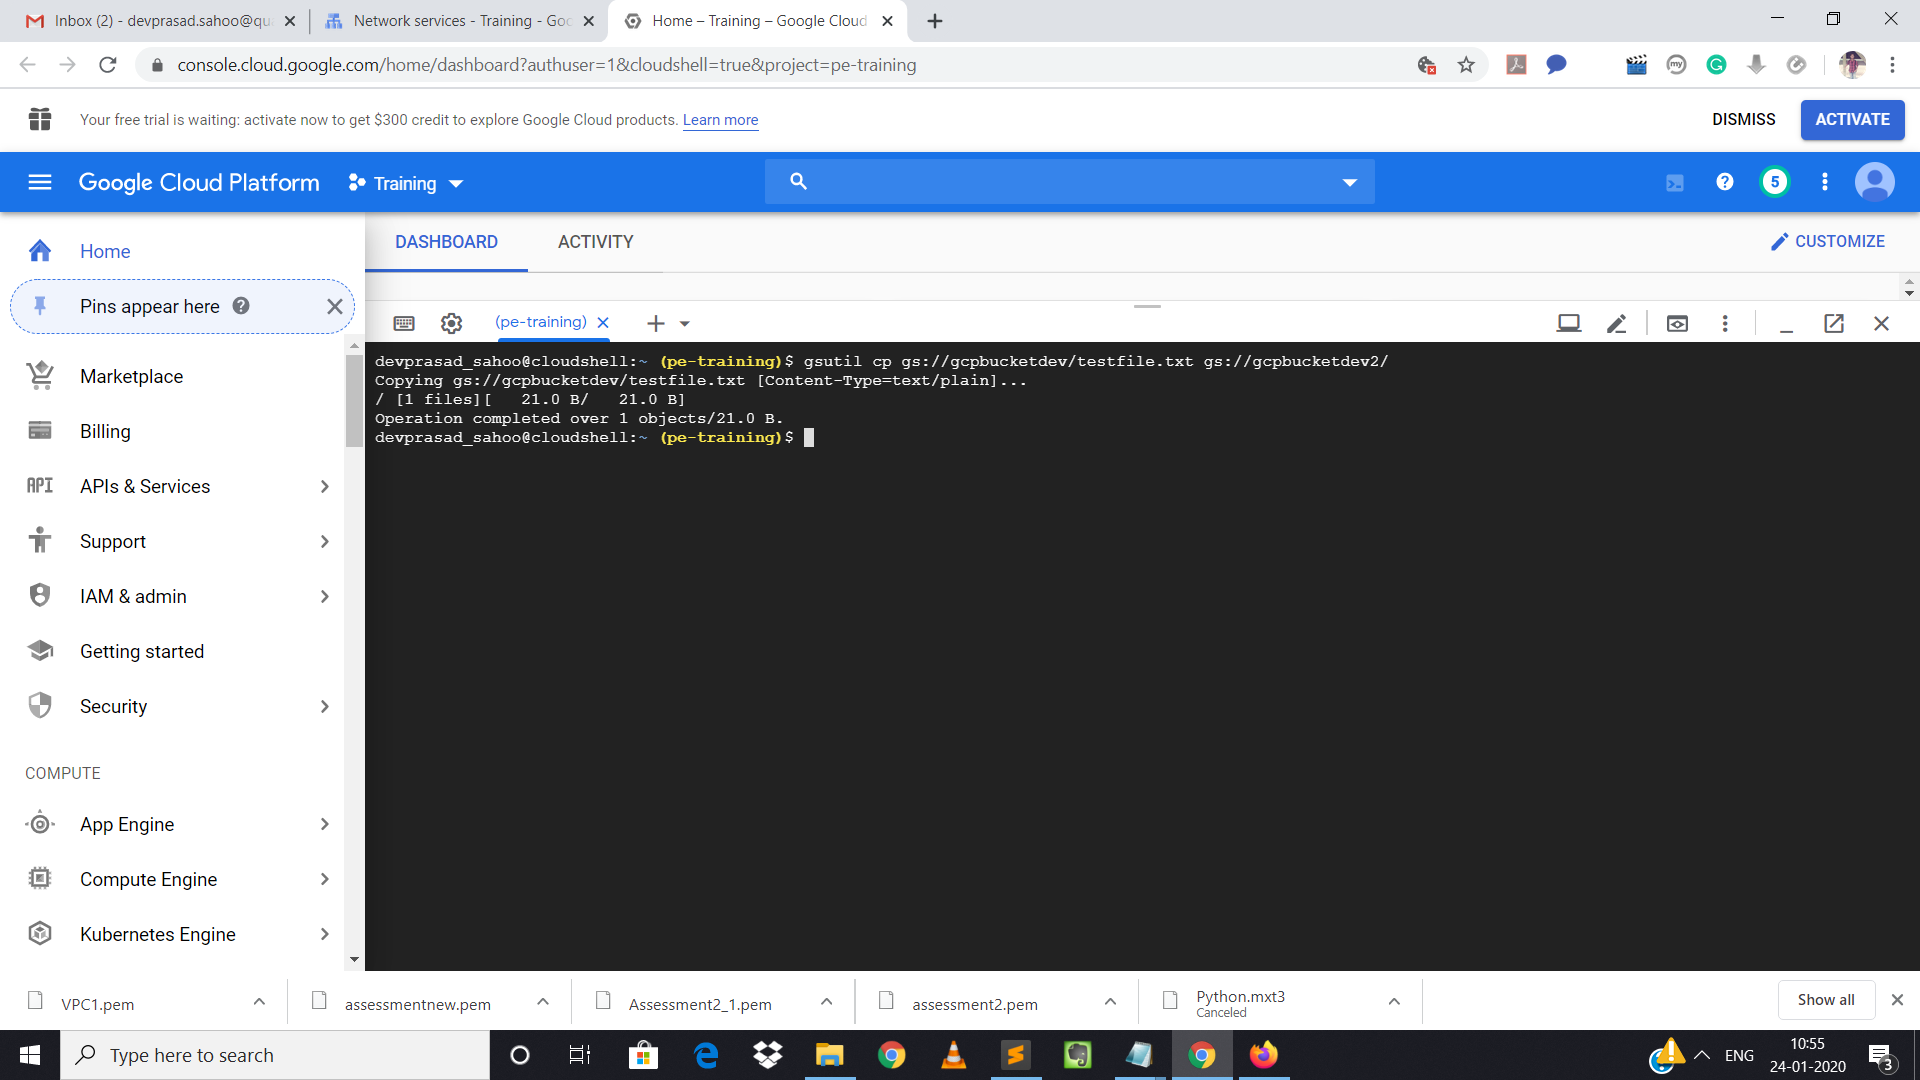 Inbox (2) - devprasad.sahoo@qu
Network services - Training - Goo
Home – Training – Google Cloud
console.cloud.google.com/home/dashboard?authuser=1&cloudshell=true&project=pe-training
Your free trial is waiting: activate now to get $300 credit to explore Google Cloud products. Learn more
DISMISS
ACTIVATE
Google Cloud Platform
Training
5
Home
DASHBOARD
ACTIVITY
CUSTOMIZE
Pins appear here
(pe-training)
devprasad_sahoo@cloudshell:~ (pe-training)$ gsutil cp gs://gcpbucketdev/testfile.txt gs://gcpbucketdev2/
Copying gs://gcpbucketdev/testfile.txt [Content-Type=text/plain]...
/ [1 files][   21.0 B/   21.0 B]
Operation completed over 1 objects/21.0 B.
devprasad_sahoo@cloudshell:~ (pe-training)$
Marketplace
Billing
API APIs & Services
Support
IAM & admin
Getting started
Security
COMPUTE
App Engine
Compute Engine
Kubernetes Engine
VPC1.pem
assessmentnew.pem
Assessment2_1.pem
assessment2.pem
Python.mxt3
Canceled
Show all
Type here to search
ENG
10:55
24-01-2020
3